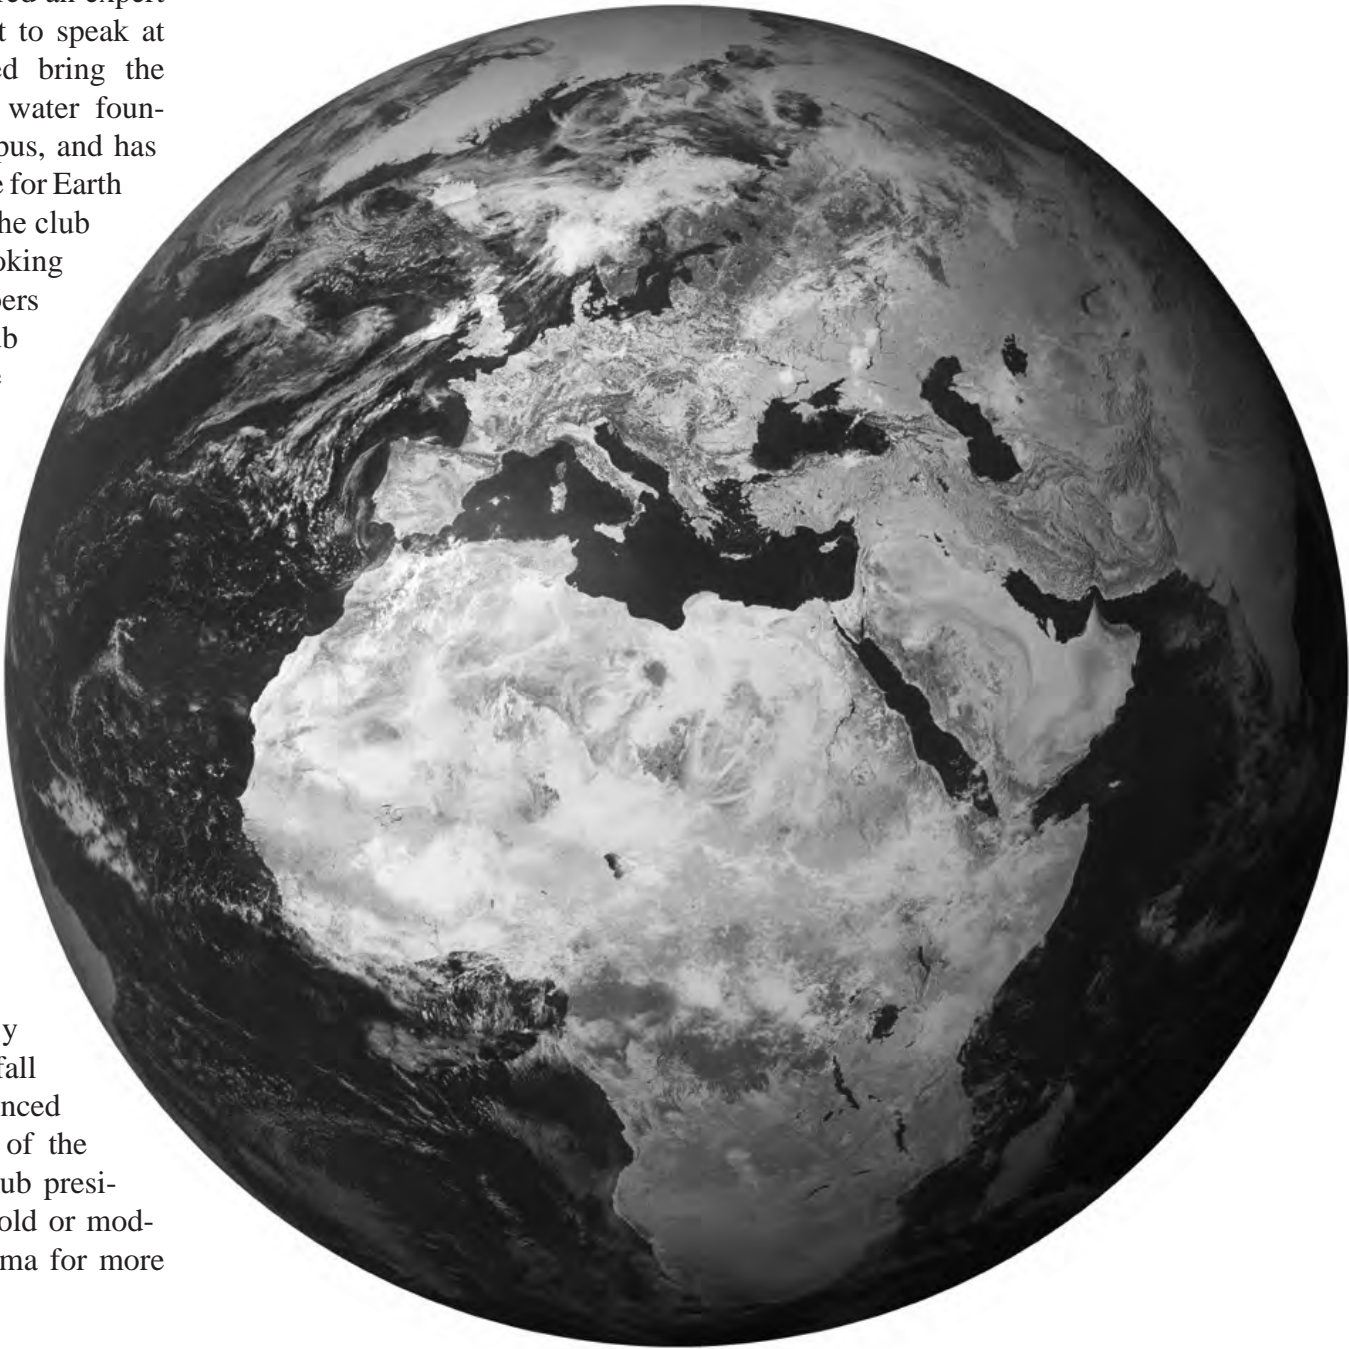 an expert
t to speak at
ed bring the
water foun-
pus, and has
e for Earth
he club
oking
bers
ub
y
fall
nced
of the
ub presi-
old or mod-
ma for more